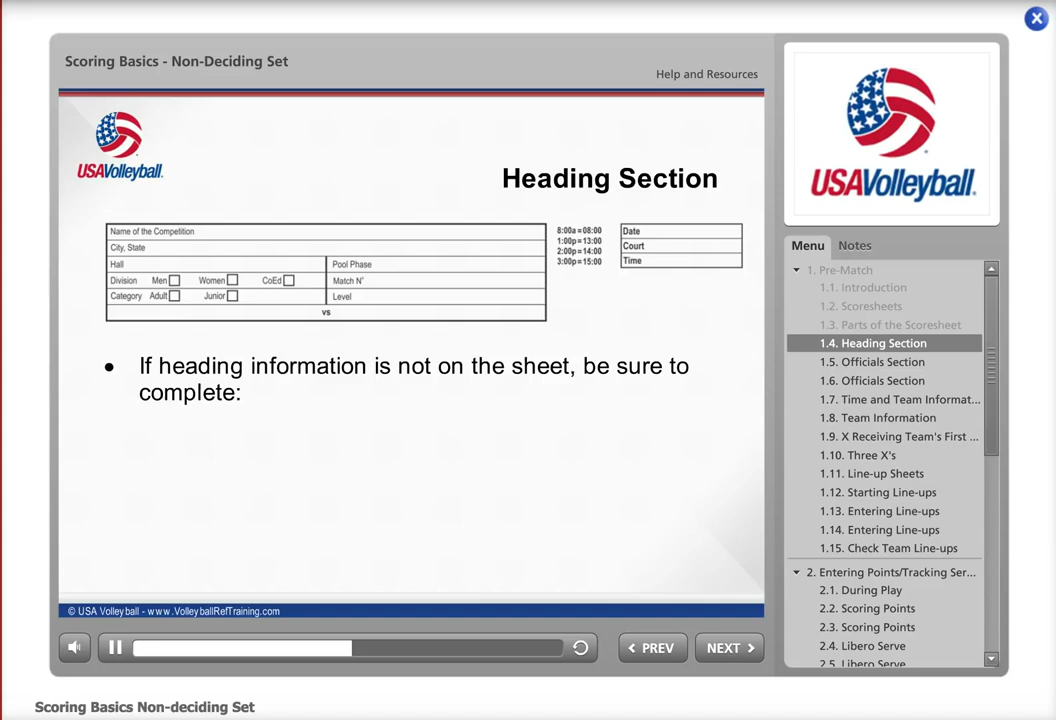 Scoring Basics - Non-Deciding Set
Help and Resources
USAVolleyball.
Heading Section
Name of the Competition
City, State
Hall
Pool Phase
Division Men Women CoEd
Match N°
Category Adult Junior
Level
vs
8:00a=08:00
1:00p=13:00
2:00p=14:00
3:00p=15:00
Date
Court
Time
• If heading information is not on the sheet, be sure to
complete:
© USA Volleyball - www.VolleyballRefTraining.com
PREV
NEXT
USAVolleyball.
Menu Notes
1. Pre-Match
1.1. Introduction
1.2. Scoresheets
1.3. Parts of the Scoresheet
1.4. Heading Section
1.5. Officials Section
1.6. Officials Section
1.7. Time and Team Informat...
1.8. Team Information
1.9. X Receiving Team's First ...
1.10. Three X's
1.11. Line-up Sheets
1.12. Starting Line-ups
1.13. Entering Line-ups
1.14. Entering Line-ups
1.15. Check Team Line-ups
2. Entering Points/Tracking Ser...
2.1. During Play
2.2. Scoring Points
2.3. Scoring Points
2.4. Libero Serve
2.5. Libero Serve
Scoring Basics Non-deciding Set